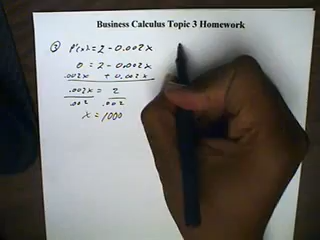 Business Calculus Topic 3 Homework
③ P'(x) = 2 - 0.002x
0 = 2 - 0.002x
.002x + 0.002x
.002x = 2
.002 .002
x = 1000